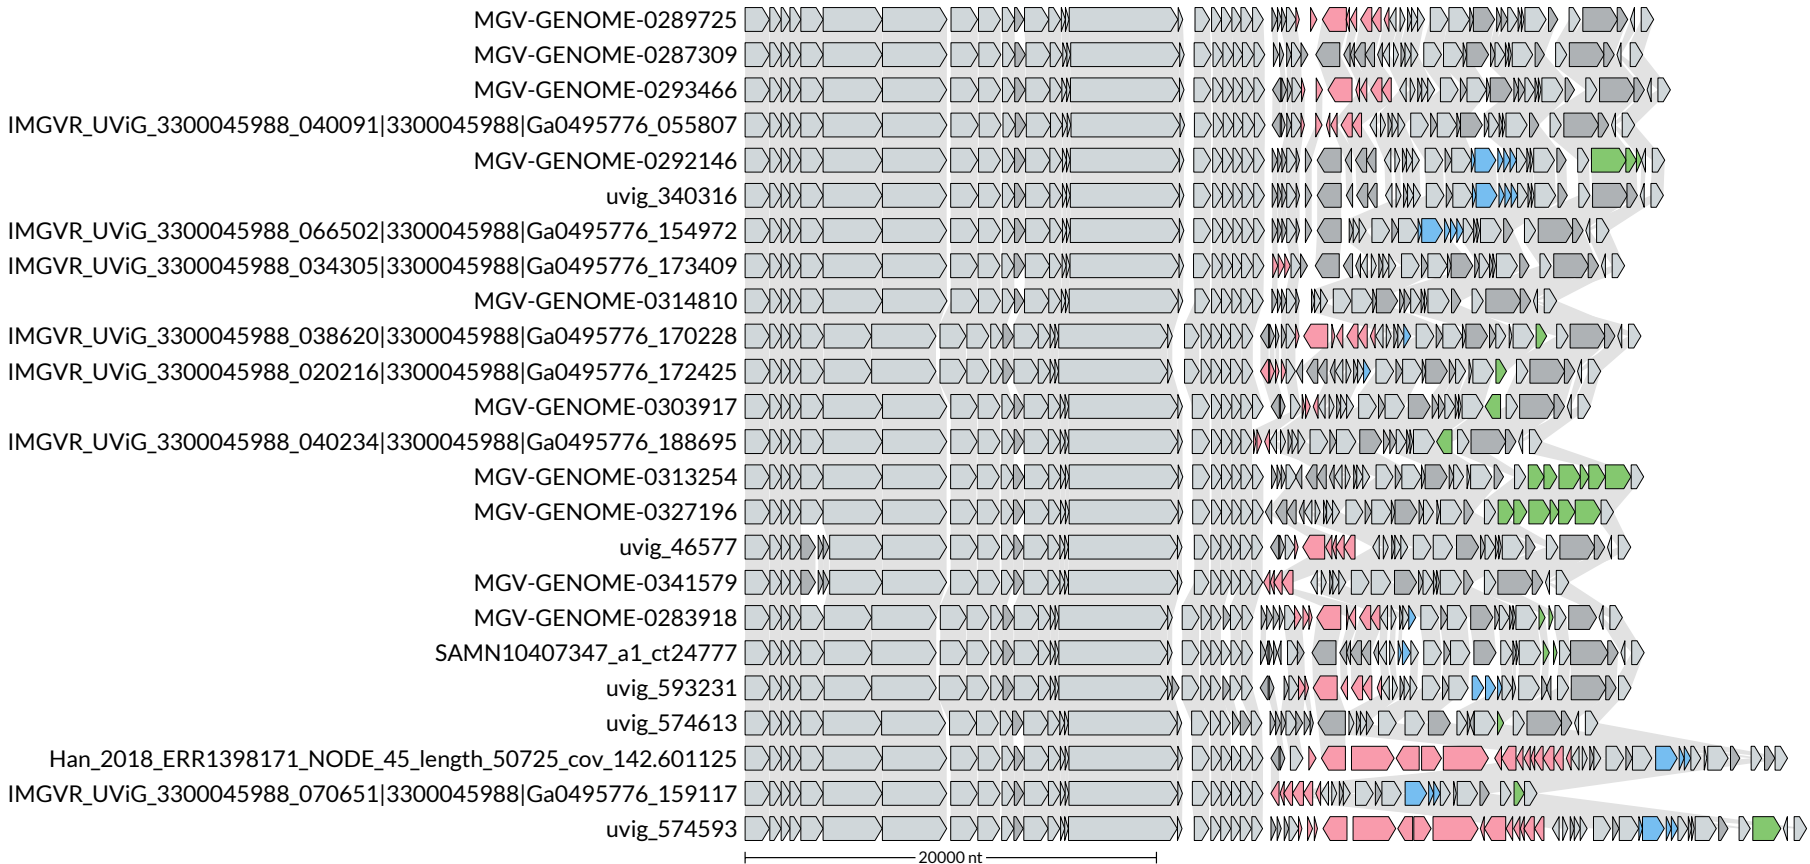 MGV-GENOME-0289725
MGV-GENOME-0287309
MGV-GENOME-0293466
IMGVR_UViG_3300045988_040091|3300045988|Ga0495776_055807
MGV-GENOME-0292146
uvig_340316
IMGVR_UViG_3300045988_066502|3300045988|Ga0495776_154972
IMGVR_UViG_3300045988_034305|3300045988|Ga0495776_173409
MGV-GENOME-0314810
IMGVR_UViG_3300045988_038620|3300045988|Ga0495776_170228
IMGVR_UViG_3300045988_020216|3300045988|Ga0495776_172425
MGV-GENOME-0303917
IMGVR_UViG_3300045988_040234|3300045988|Ga0495776_188695
MGV-GENOME-0313254
MGV-GENOME-0327196
uvig_46577
MGV-GENOME-0341579
MGV-GENOME-0283918
SAMN10407347_a1_ct24777
uvig_593231
uvig_574613
Han_2018_ERR1398171_NODE_45_length_50725_cov_142.601125
IMGVR_UViG_3300045988_070651|3300045988|Ga0495776_159117
uvig_574593
20000 nt